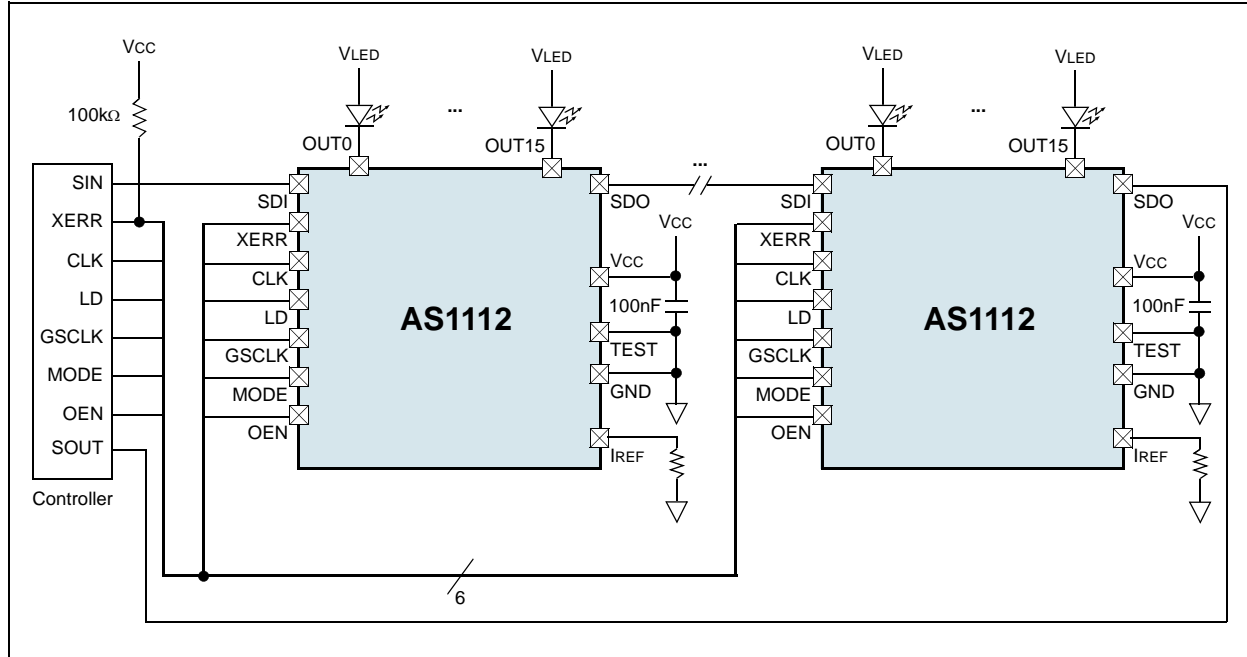 VCC
100kΩ
SIN
XERR
CLK
LD
GSCLK
MODE
OEN
SOUT
Controller
VLED
...
VLED
OUT0
OUT15
SDI
XERR
CLK
LD
GSCLK
MODE
OEN
AS1112
SDO
VCC
VCC
100nF
TEST
GND
IREF
...
VLED
...
VLED
OUT0
OUT15
SDI
XERR
CLK
LD
GSCLK
MODE
OEN
AS1112
SDO
VCC
VCC
100nF
TEST
GND
IREF
6